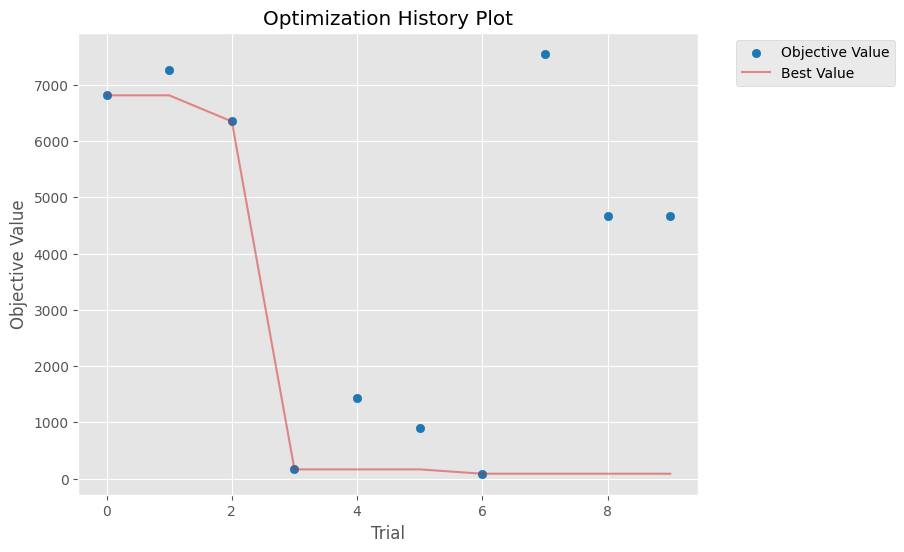 Optimization History Plot
Objective Value
Best Value
Objective Value
7000
6000
5000
4000
3000
2000
1000
0
0 2 4 6 8
Trial